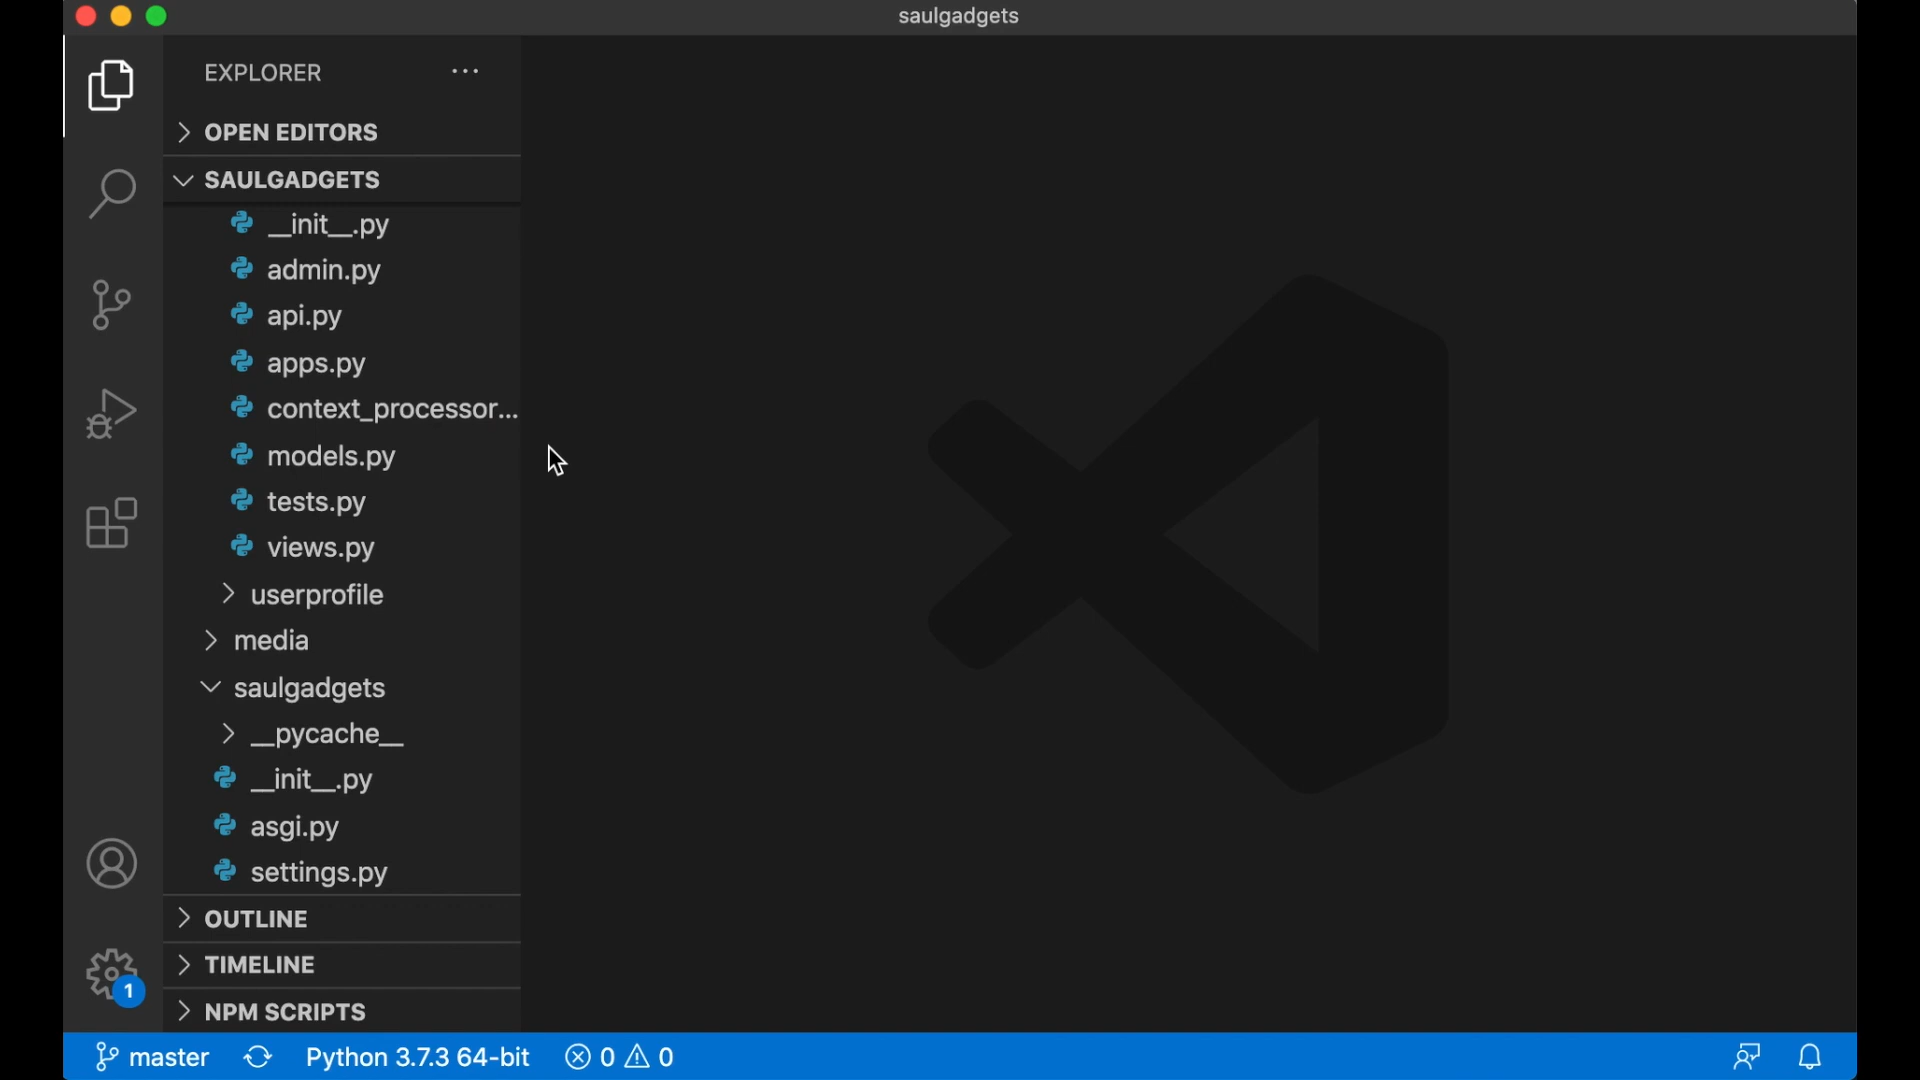 saulgadgets
EXPLORER
OPEN EDITORS
SAULGADGETS
__init__.py
admin.py
api.py
apps.py
context_processor...
models.py
tests.py
views.py
userprofile
media
saulgadgets
__pycache__
__init__.py
asgi.py
settings.py
OUTLINE
TIMELINE
NPM SCRIPTS
1
master Python 3.7.3 64-bit 0 0